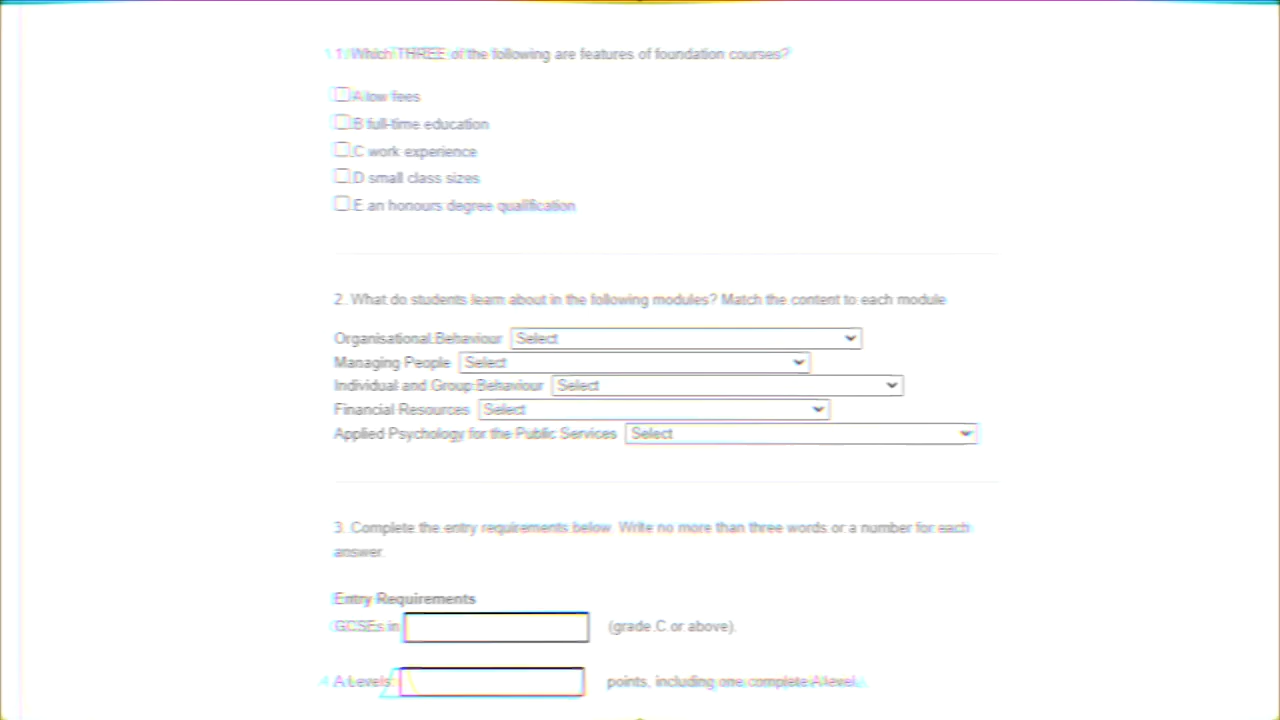 1. Which THREE of the following are features of foundation courses?
A low fees
B full-time education
C work experience
D small class sizes
E an honours degree qualification
2. What do students learn about in the following modules? Match the content to each module
Organisational Behaviour Select
Managing People Select
Individual and Group Behaviour Select
Financial Resources Select
Applied Psychology for the Public Services Select
3. Complete the entry requirements below. Write no more than three words or a number for each
answer.
Entry Requirements
GCSEs in (grade C or above).
A Levels: points, including one complete A level.